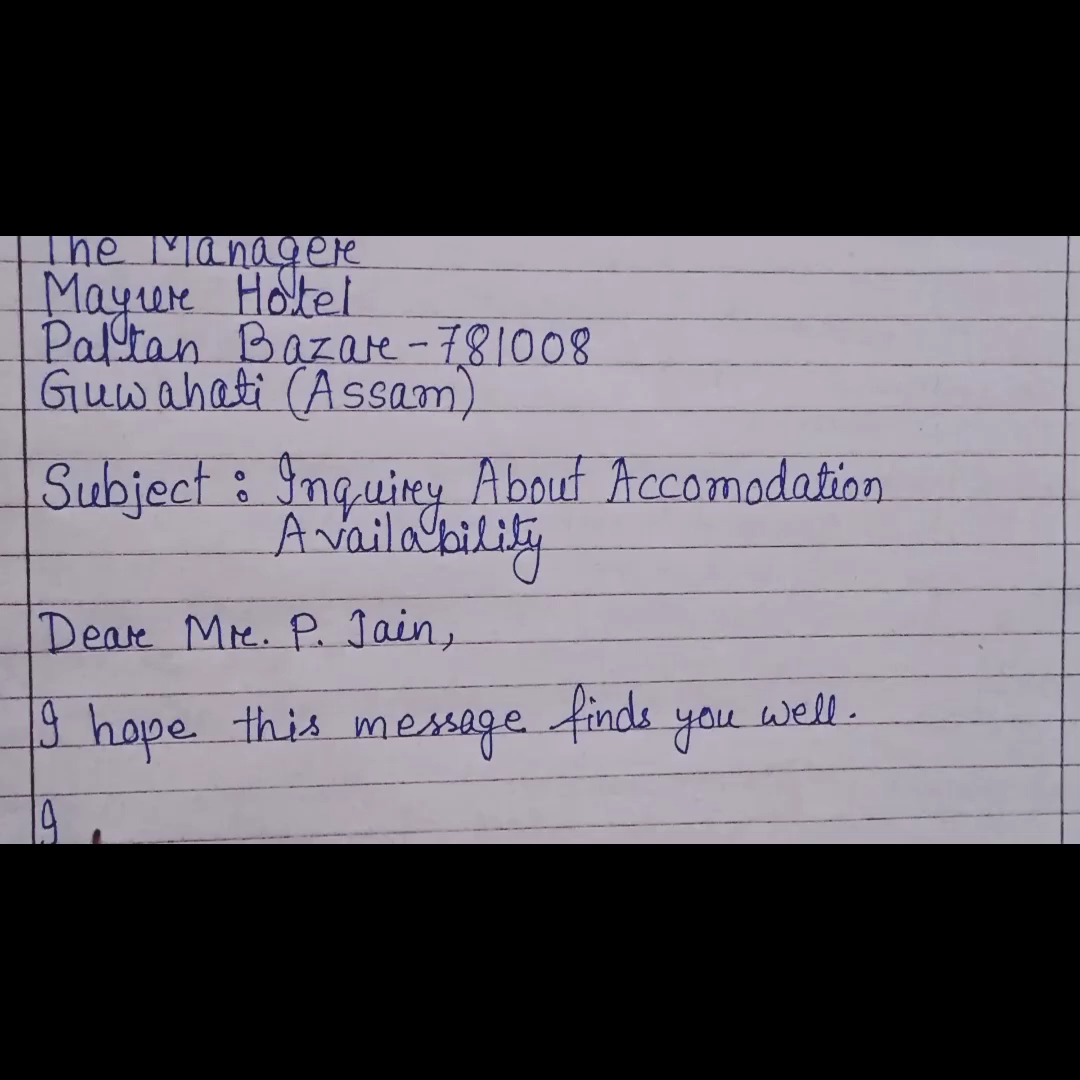 The Manager
Mayur Hotel
Paltan Bazar - 781008
Guwahati (Assam)
Subject : Inquiry About Accomodation
Availability
Dear Mr. P. Jain,
I hope this message finds you well.
I